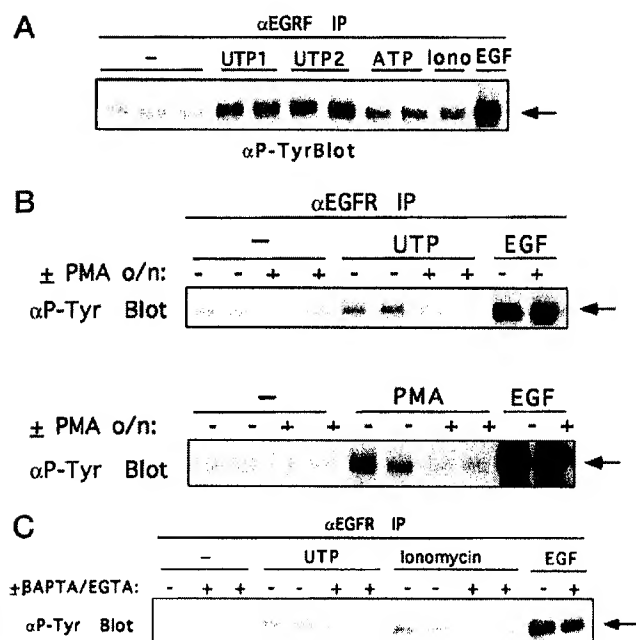 A
αEGRF IP
– UTP1 UTP2 ATP Iono EGF
αP-TyrBlot
B
αEGFR IP
– UTP EGF
± PMA o/n: - - + + - - + + - +
αP-Tyr Blot
– PMA EGF
± PMA o/n: - - + + - - + + - +
αP-Tyr Blot
C
αEGFR IP
– UTP Ionomycin EGF
±BAPTA/EGTA: - + + - - + + - - + + - +
αP-Tyr Blot